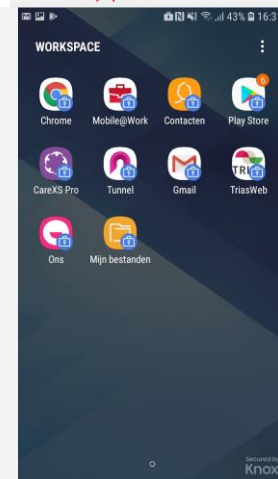 43% 16:3
WORKSPACE
6
Chrome Mobile@Work Contacten Play Store
TRIAS
CareXS Pro Tunnel Gmail TriasWeb
Ons Mijn bestanden
Secured by
Knox